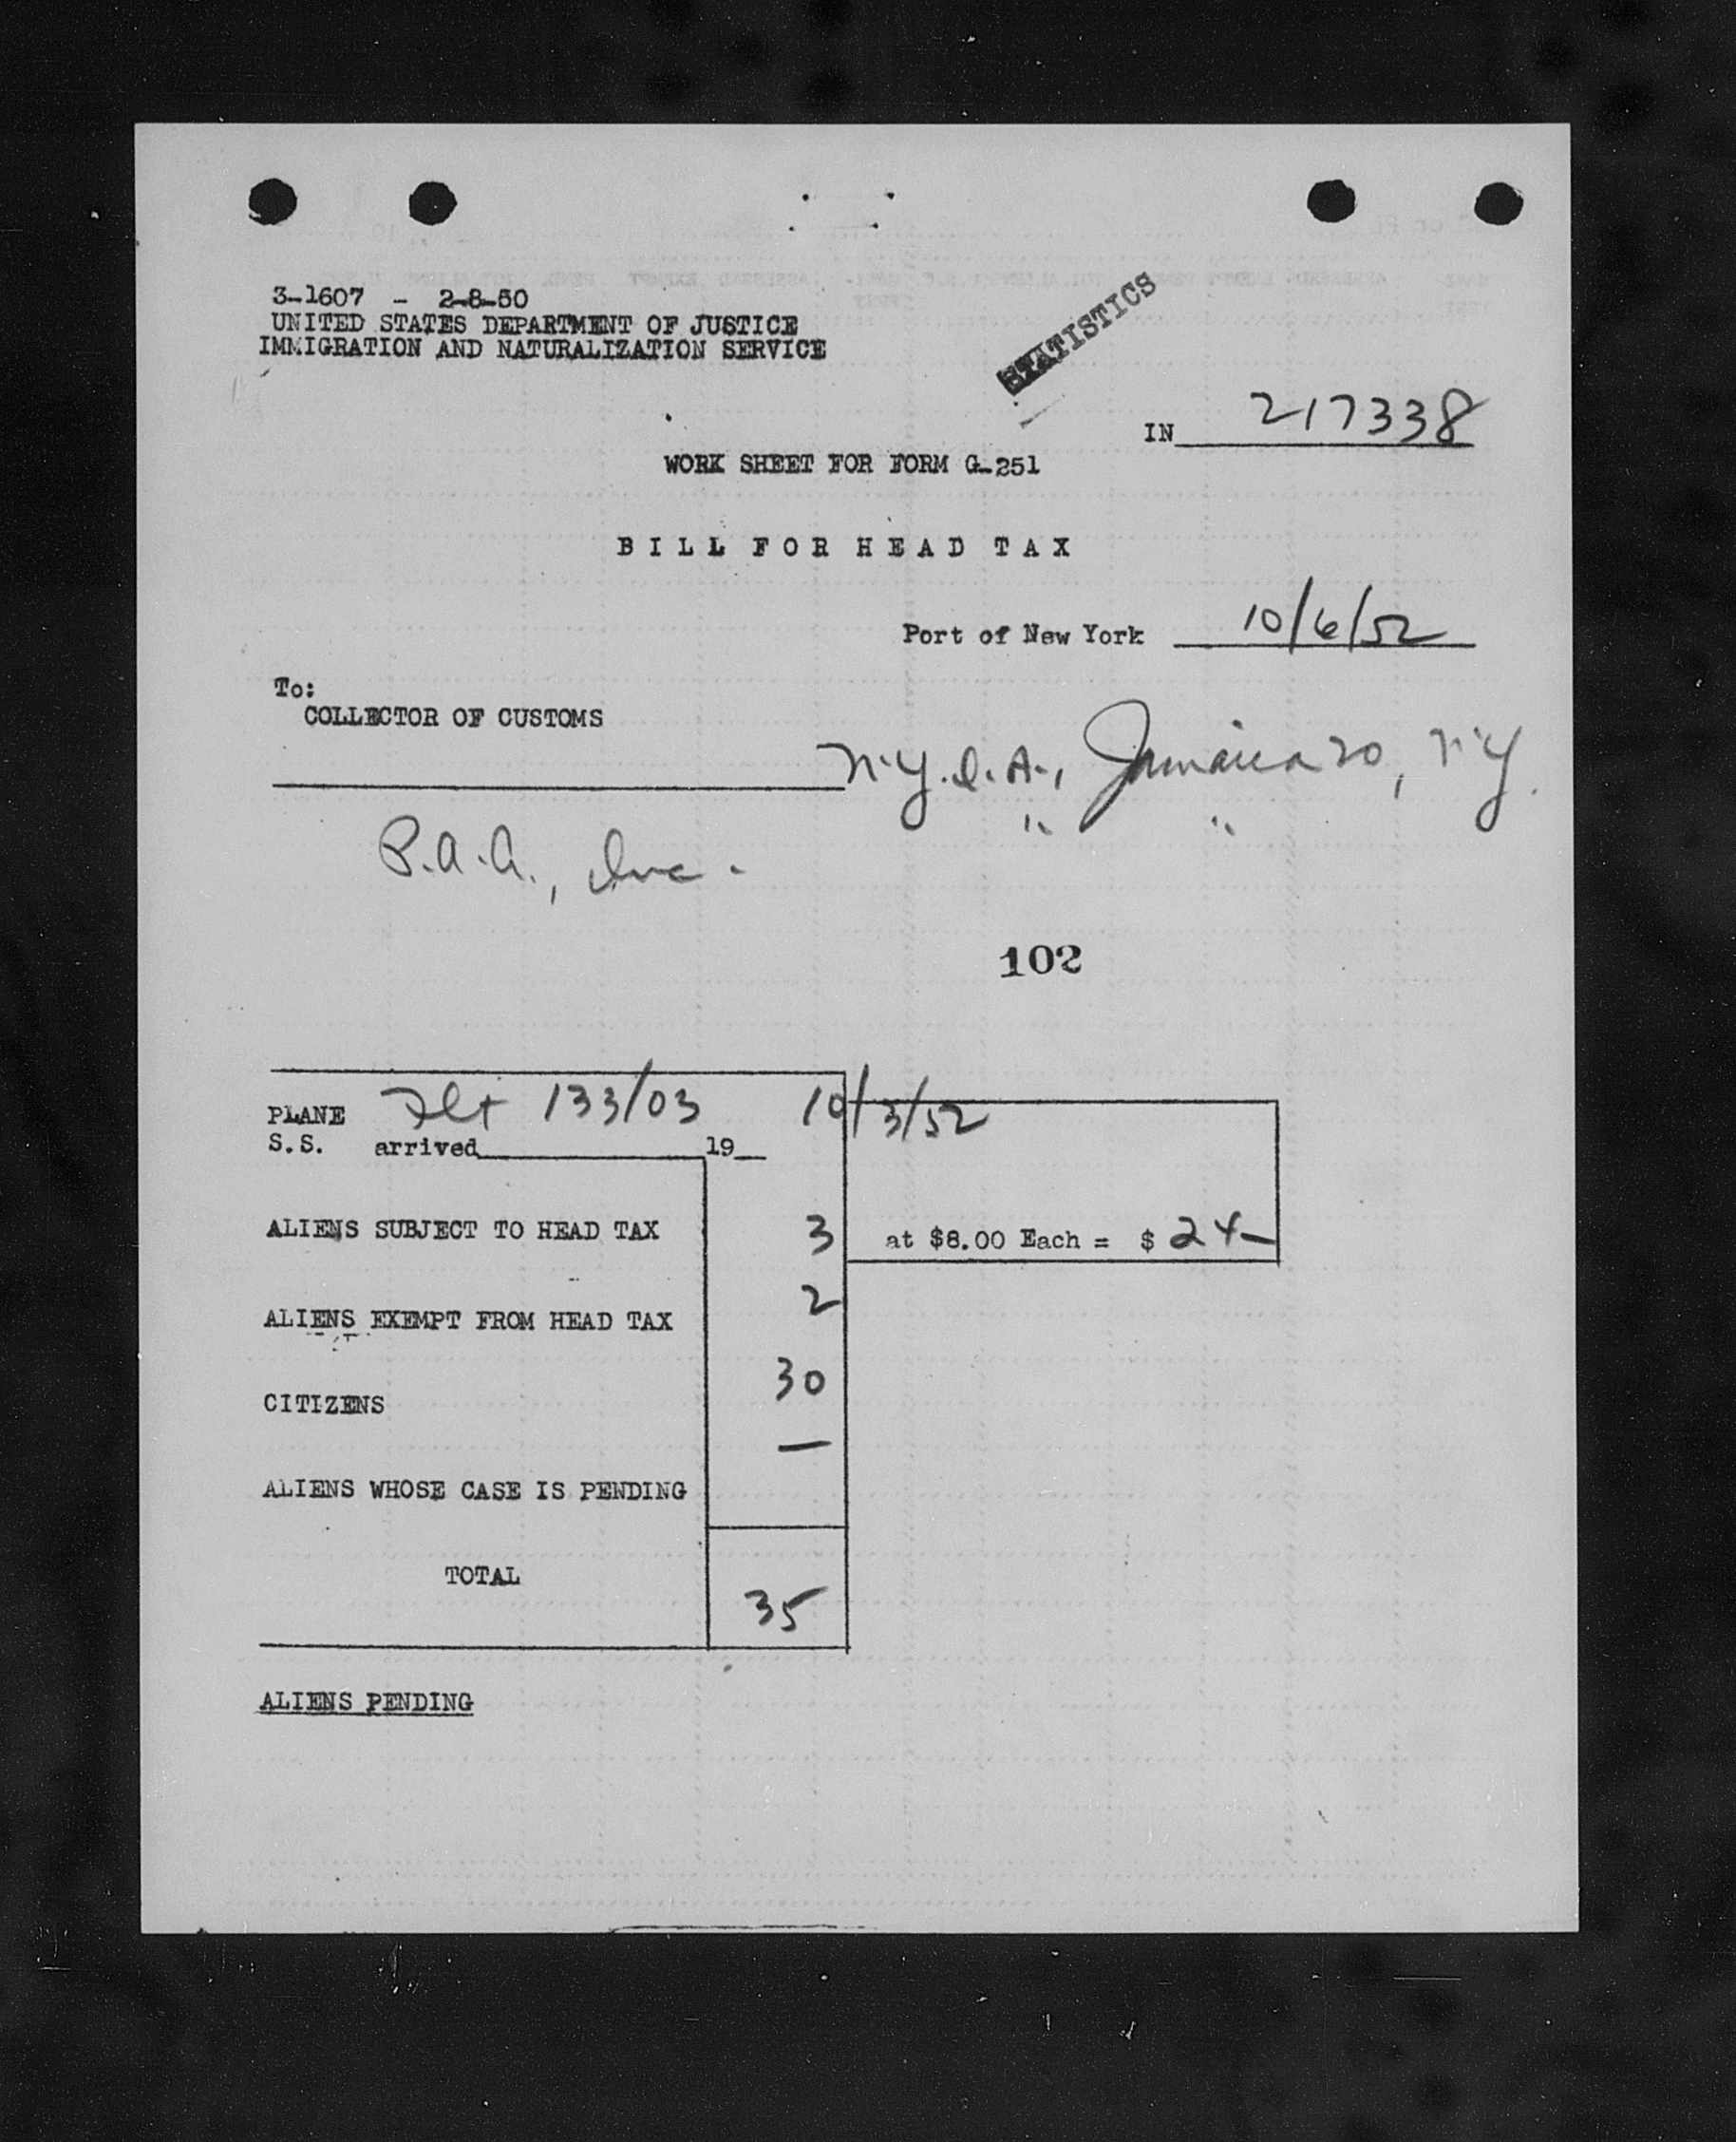 3-1607 - 2-8-50
UNITED STATES DEPARTMENT OF JUSTICE
IMMIGRATION AND NATURALIZATION SERVICE
STATISTICS
IN 217338
WORK SHEET FOR FORM G-251
BILL FOR HEAD TAX
Port of New York 10/6/52
To:
COLLECTOR OF CUSTOMS
N.Y.I.A., Jamaica 20, N.Y.
P.A.A., Inc. " "
102
PLANE Flt 133/03 10/3/52
S.S. arrived 19
ALIENS SUBJECT TO HEAD TAX 3 at $8.00 Each = $ 24-
ALIENS EXEMPT FROM HEAD TAX 2
CITIZENS 30
ALIENS WHOSE CASE IS PENDING —
TOTAL 35
ALIENS PENDING